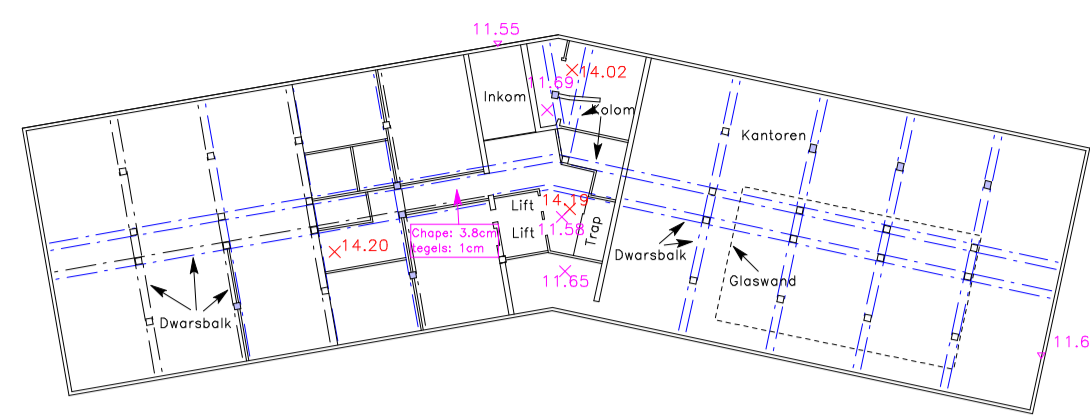 11.55
14.02
11.69
Inkom
Kolom
Kantoren
Lift
14.19
11.58
Lift
Trap
Chape: 3.8cm
tegels: 1cm
14.20
Dwarsbalk
11.65
Glaswand
Dwarsbalk
11.6